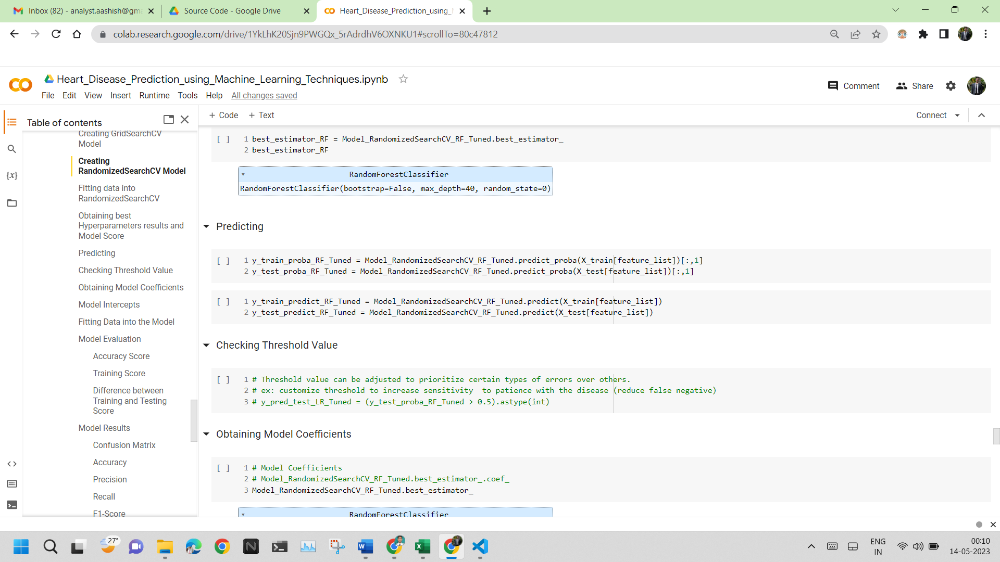 Inbox (82) - analyst.aashish@gm
Source Code - Google Drive
Heart_Disease_Prediction_using_
colab.research.google.com/drive/1YkLhK20Sjn9PWGQx_5rAdrdhV6OXNKU1#scrollTo=80c47812
Heart_Disease_Prediction_using_Machine_Learning_Techniques.ipynb
File Edit View Insert Runtime Tools Help All changes saved
Comment
Share
Table of contents
+ Code + Text
Connect
Creating GridSearchCV
Model
Creating
RandomizedSearchCV Model
Fitting data into
RandomizedSearchCV
Obtaining best
Hyperparameters results and
Model Score
Predicting
Checking Threshold Value
Obtaining Model Coefficients
Model Intercepts
Fitting Data into the Model
Model Evaluation
Accuracy Score
Training Score
Difference between
Training and Testing
Score
Model Results
Confusion Matrix
Accuracy
Precision
Recall
F1-Score
[ ] 1 best_estimator_RF = Model_RandomizedSearchCV_RF_Tuned.best_estimator_
2 best_estimator_RF
RandomForestClassifier
RandomForestClassifier(bootstrap=False, max_depth=40, random_state=0)
Predicting
[ ] 1 y_train_proba_RF_Tuned = Model_RandomizedSearchCV_RF_Tuned.predict_proba(X_train[feature_list])[:,1]
2 y_test_proba_RF_Tuned = Model_RandomizedSearchCV_RF_Tuned.predict_proba(X_test[feature_list])[:,1]
[ ] 1 y_train_predict_RF_Tuned = Model_RandomizedSearchCV_RF_Tuned.predict(X_train[feature_list])
2 y_test_predict_RF_Tuned = Model_RandomizedSearchCV_RF_Tuned.predict(X_test[feature_list])
Checking Threshold Value
[ ] 1 # Threshold value can be adjusted to prioritize certain types of errors over others.
2 # ex: customize threshold to increase sensitivity  to patience with the disease (reduce false negative)
3 # y_pred_test_LR_Tuned = (y_test_proba_RF_Tuned > 0.5).astype(int)
Obtaining Model Coefficients
[ ] 1 # Model Coefficients
2 # Model_RandomizedSearchCV_RF_Tuned.best_estimator_.coef_
3 Model_RandomizedSearchCV_RF_Tuned.best_estimator_
RandomForestClassifier
27°
ENG
IN
00:10
14-05-2023